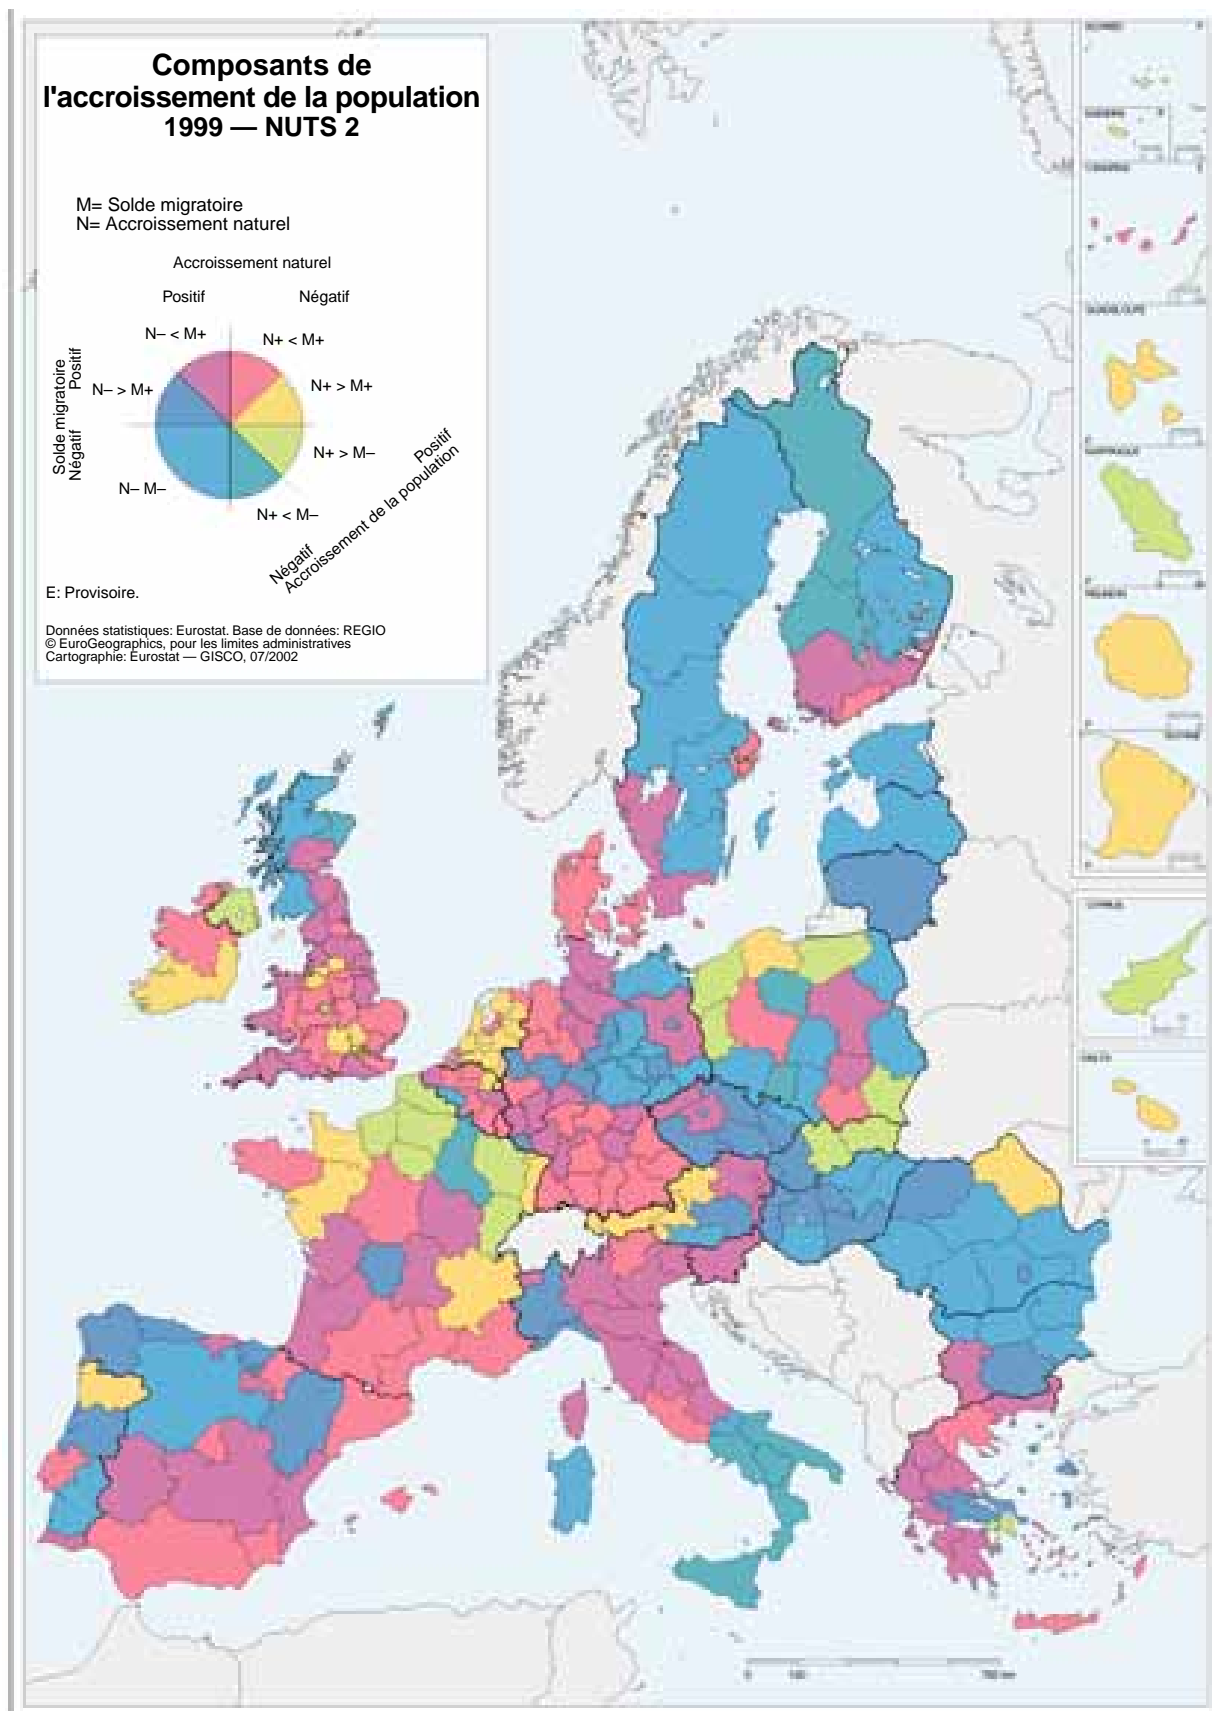 Composants de
l'accroissement de la population
1999 — NUTS 2
M= Solde migratoire
N= Accroissement naturel
Accroissement naturel
Positif
Négatif
N– < M+
N+ < M+
N– > M+
N+ > M+
Solde migratoire
Positif
Négatif
N+ > M–
N– M–
N+ < M–
Positif
Négatif
Accroissement de la population
E: Provisoire.
Données statistiques: Eurostat. Base de données: REGIO
© EuroGeographics, pour les limites administratives
Cartographie: Eurostat — GISCO, 07/2002